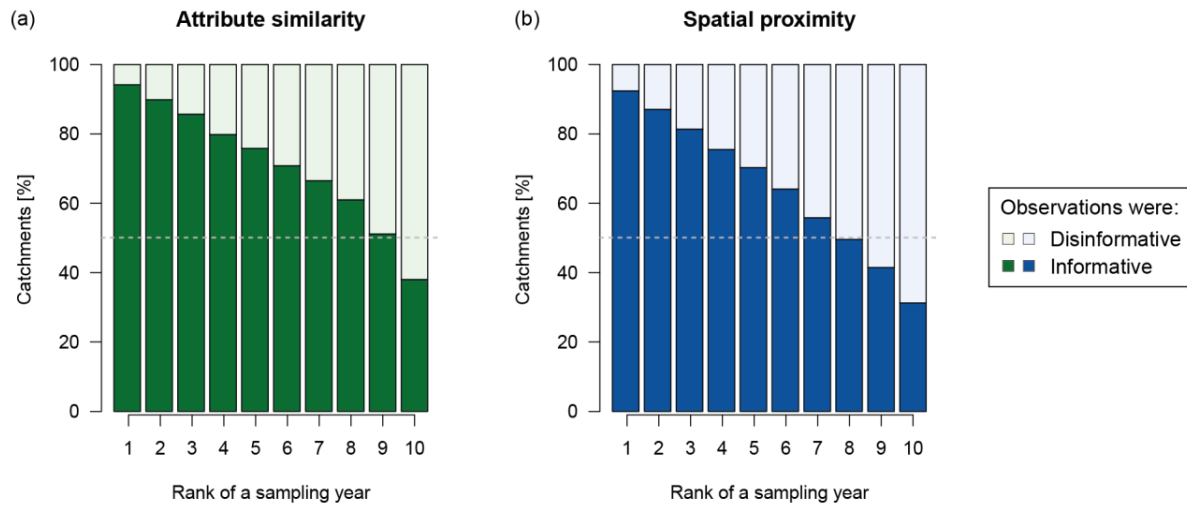 (a)
Attribute similarity
100
80
60
40
20
0
Catchments [%]
1 2 3 4 5 6 7 8 9 10
Rank of a sampling year
(b)
Spatial proximity
100
80
60
40
20
0
Catchments [%]
1 2 3 4 5 6 7 8 9 10
Rank of a sampling year
Observations were:
Disinformative
Informative